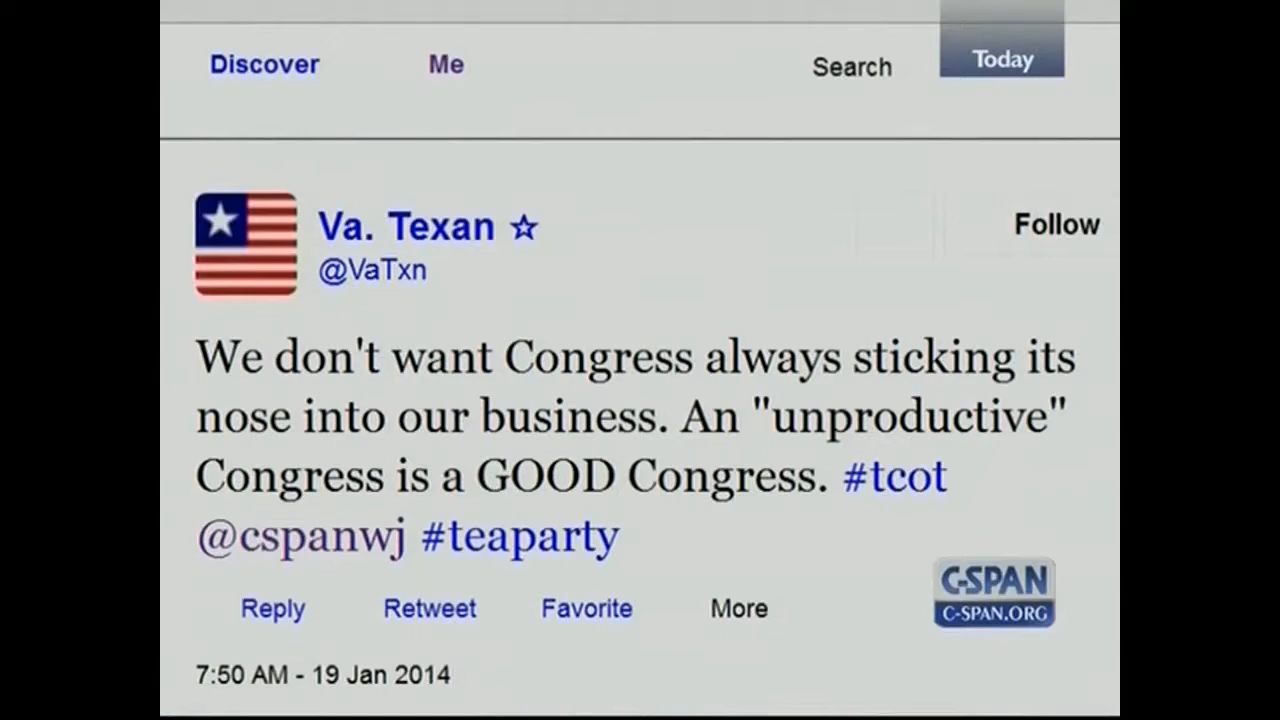 Discover Me Search Today
Va. Texan ☆
Follow
@VaTxn
We don't want Congress always sticking its
nose into our business. An "unproductive"
Congress is a GOOD Congress. #tcot
@cspanwj #teaparty
C-SPAN
Reply Retweet Favorite More
C-SPAN.ORG
7:50 AM - 19 Jan 2014